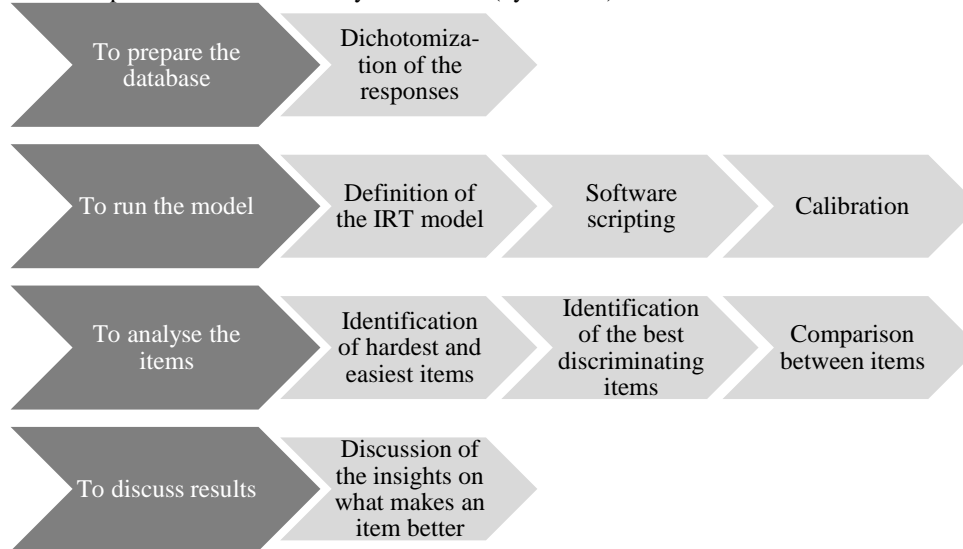 To prepare the
database
Dichotomiza-
tion of the
responses
To run the model
Definition of
the IRT model
Software
scripting
Calibration
To analyse the
items
Identification
of hardest and
easiest items
Identification
of the best
discriminating
items
Comparison
between items
To discuss results
Discussion of
the insights on
what makes an
item better